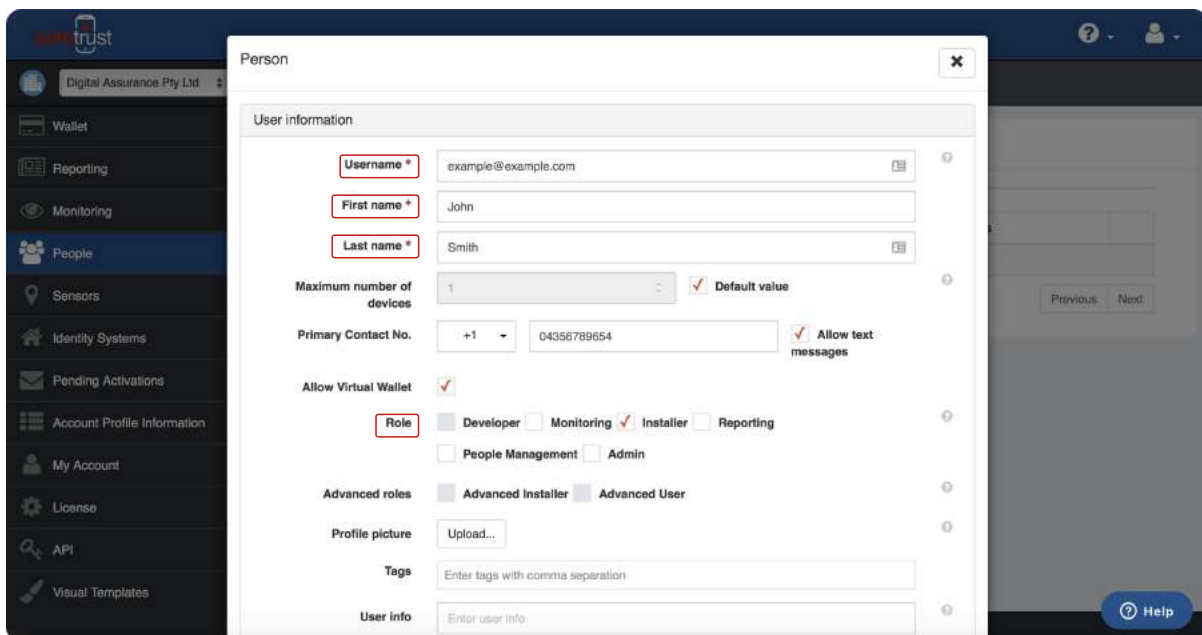 trust
Digital Assurance Pty Ltd
Wallet
Reporting
Monitoring
People
Sensors
Identity Systems
Pending Activations
Account Profile Information
My Account
License
API
Visual Templates
Person
User information
Username * example@example.com
First name * John
Last name * Smith
Maximum number of
devices
1
Default value
Primary Contact No. +1 04356789654 Allow text
messages
Allow Virtual Wallet
Role Developer Monitoring Installer Reporting
People Management Admin
Advanced roles Advanced Installer Advanced User
Profile picture Upload...
Tags Enter tags with comma separation
User info Enter user info
Previous Next
Help